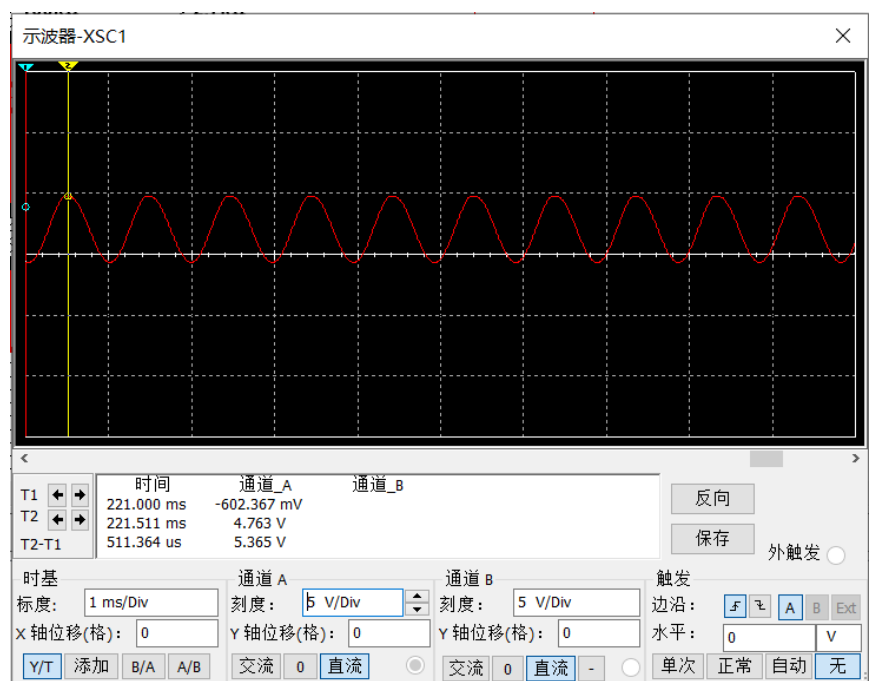 示波器-XSC1
1
2
时间 通道_A 通道_B
T1 221.000 ms -602.367 mV
T2 221.511 ms 4.763 V
T2-T1 511.364 us 5.365 V
反向
保存
外触发
时基 通道 A 通道 B 触发
标度: 1 ms/Div 刻度: 5 V/Div 刻度: 5 V/Div 边沿: A B Ext
X 轴位移(格): 0 Y 轴位移(格): 0 Y 轴位移(格): 0 水平: 0 V
Y/T 添加 B/A A/B 交流 0 直流 交流 0 直流 - 单次 正常 自动 无